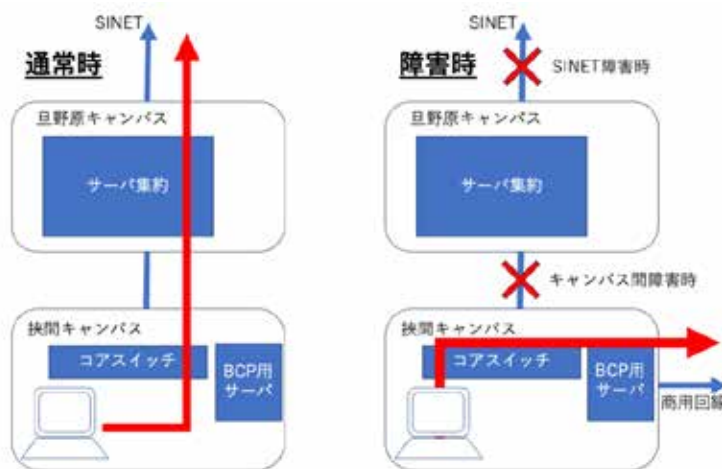 SINET
通常時
旦野原キャンパス
サーバ集約
挾間キャンパス
コアスイッチ
BCP用
サーバ
SINET
障害時
SINET障害時
旦野原キャンパス
サーバ集約
キャンパス間障害時
挾間キャンパス
コアスイッチ
BCP用
サーバ
商用回線